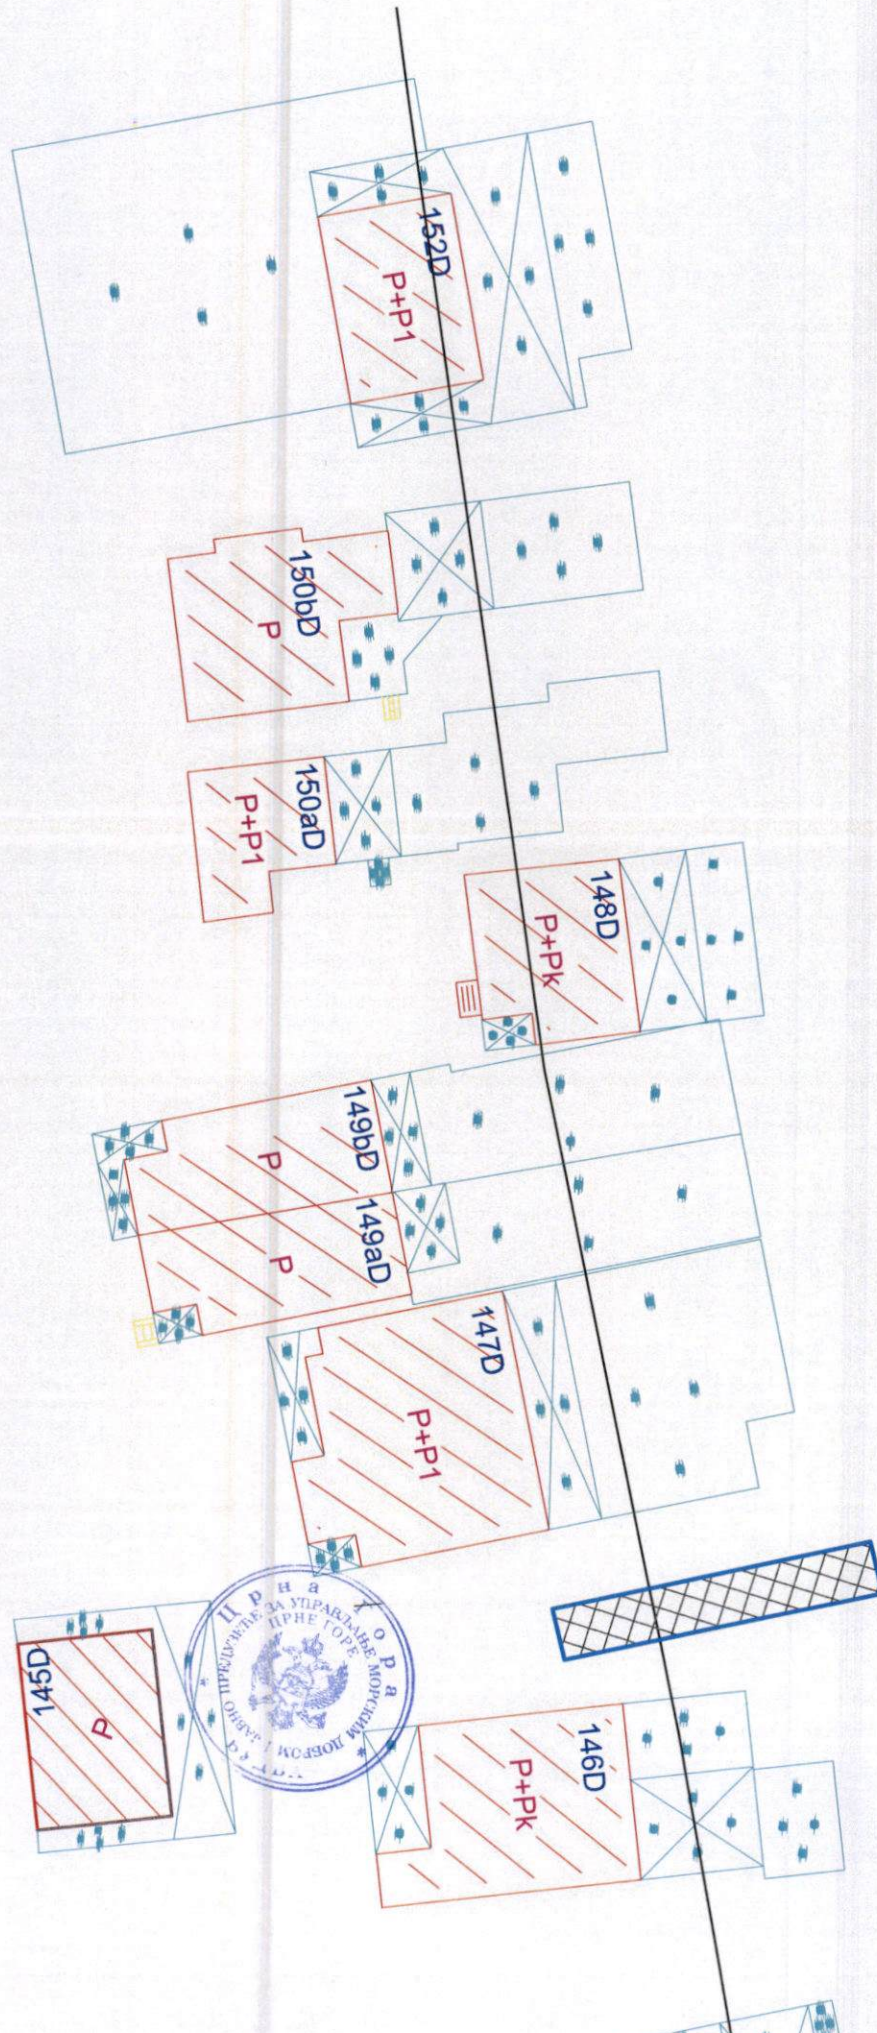 152D
P+P1
150bD
P
150aD
P+P1
148D
P+Pk
149bD
P
149aD
P
147D
P+P1
Црна Гора
ЈАВНО ПРЕДУЗЕЋЕ ЗА УПРАВЉАЊЕ МОРСКИМ ДОБРОМ
ЦРНЕ ГОРЕ
145D
P
146D
P+Pk